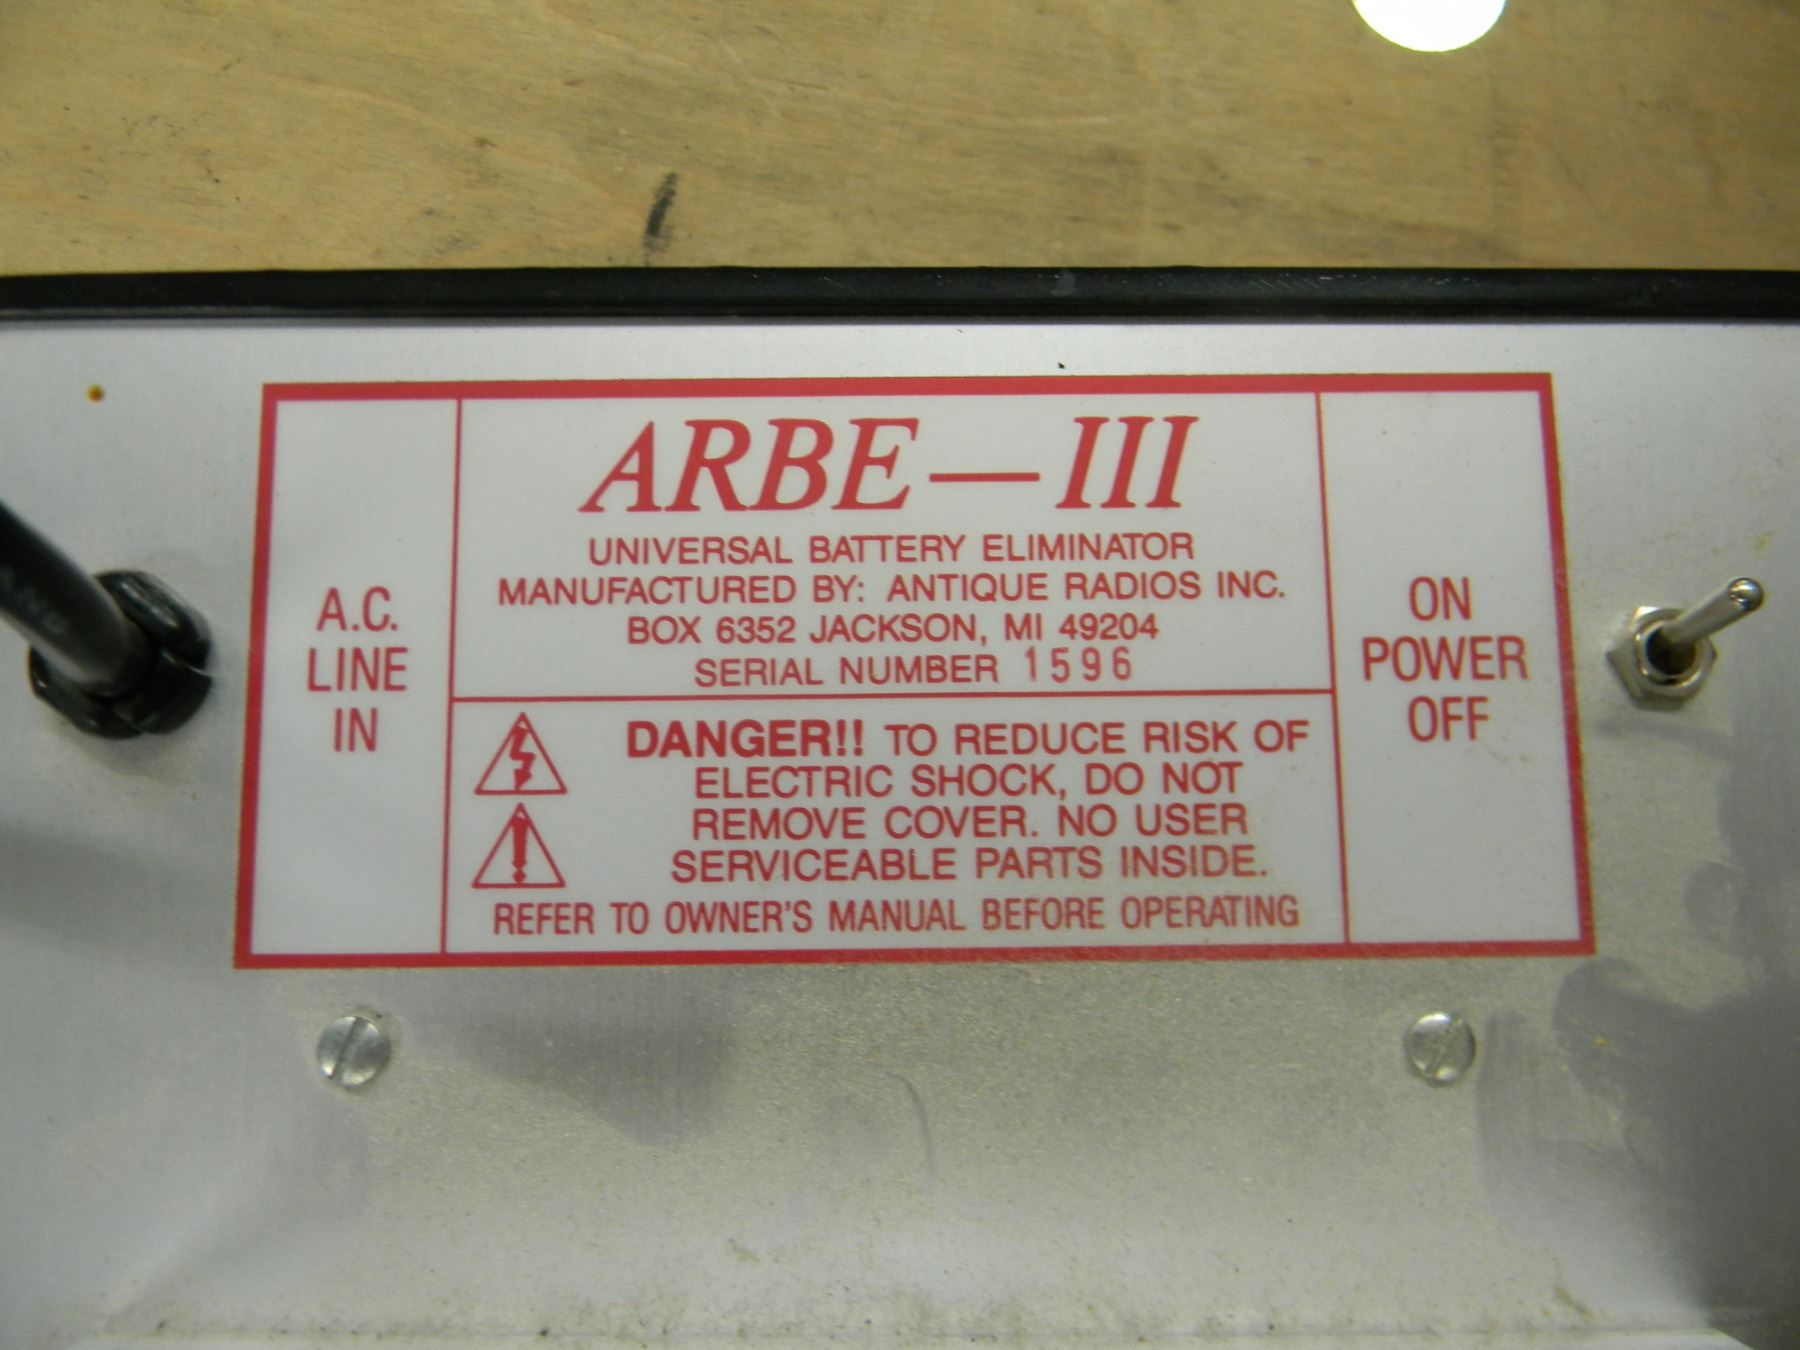 ARBE—III
UNIVERSAL BATTERY ELIMINATOR
MANUFACTURED BY: ANTIQUE RADIOS INC.
BOX 6352 JACKSON, MI 49204
SERIAL NUMBER 1596
A.C.
LINE
IN
DANGER!! TO REDUCE RISK OF
ELECTRIC SHOCK, DO NOT
REMOVE COVER. NO USER
SERVICEABLE PARTS INSIDE.
REFER TO OWNER'S MANUAL BEFORE OPERATING
ON
POWER
OFF